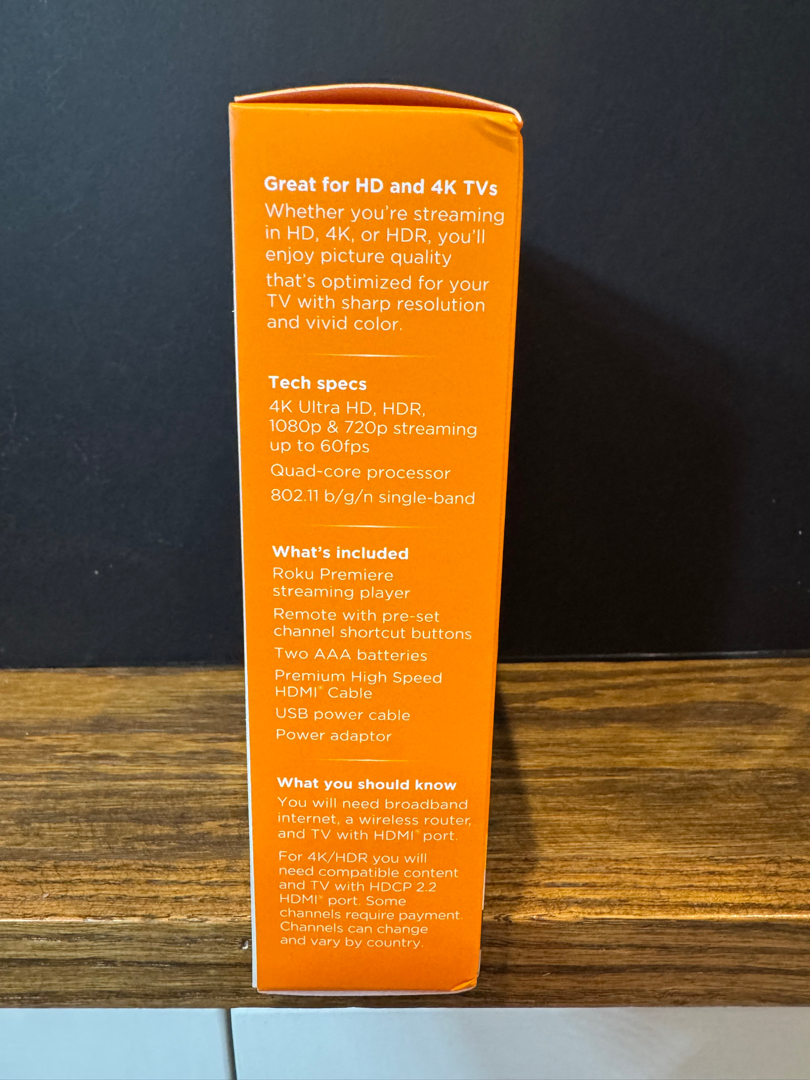 Great for HD and 4K TVs
Whether you're streaming
in HD, 4K, or HDR, you'll
enjoy picture quality
that's optimized for your
TV with sharp resolution
and vivid color.
Tech specs
4K Ultra HD, HDR,
1080p & 720p streaming
up to 60fps
Quad-core processor
802.11 b/g/n single-band
What's included
Roku Premiere
streaming player
Remote with pre-set
channel shortcut buttons
Two AAA batteries
Premium High Speed
HDMI® Cable
USB power cable
Power adaptor
What you should know
You will need broadband
internet, a wireless router,
and TV with HDMI® port.
For 4K/HDR you will
need compatible content
and TV with HDCP 2.2
HDMI® port. Some
channels require payment.
Channels can change
and vary by country.